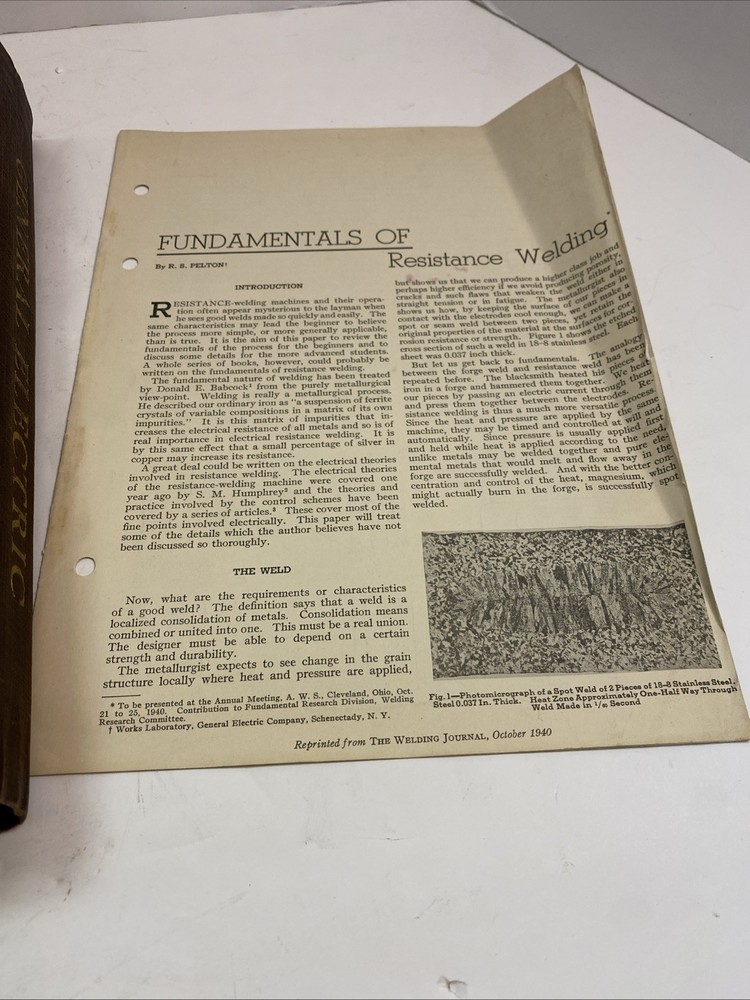 GENERAL ELECTRIC
FUNDAMENTALS OF
Resistance Welding*
By R. S. PELTON†
INTRODUCTION
RESISTANCE-welding machines and their opera-
tion often appear mysterious to the layman when
he sees good welds made so quickly and easily. The
same characteristics may lead the beginner to believe
the process more simple, or more generally applicable,
than is true. It is the aim of this paper to review the
fundamentals of the process for the beginners and to
discuss some details for the more advanced students.
A whole series of books, however, could probably be
written on the fundamentals of resistance welding.
The fundamental nature of welding has been treated
by Donald E. Babcock¹ from the purely metallurgical
view-point. Welding is really a metallurgical process.
He described our ordinary iron as "a suspension of ferrite
crystals of variable compositions in a matrix of its own
impurities." It is this matrix of impurities that in-
creases the electrical resistance of all metals and so is of
real importance in electrical resistance welding. It is
by this same effect that a small percentage of silver in
copper may increase its resistance.
A great deal could be written on the electrical theories
involved in resistance welding. The electrical theories
of the resistance-welding machine were covered one
year ago by S. M. Humphrey² and the theories and
practice involved by the control schemes have been
covered by a series of articles.³ These cover most of the
fine points involved electrically. This paper will treat
some of the details which the author believes have not
been discussed so thoroughly.
THE WELD
Now, what are the requirements or characteristics
of a good weld? The definition says that a weld is a
localized consolidation of metals. Consolidation means
combined or united into one. This must be a real union.
The designer must be able to depend on a certain
strength and durability.
The metallurgist expects to see change in the grain
structure locally where heat and pressure are applied,
* To be presented at the Annual Meeting, A. W. S., Cleveland, Ohio, Oct.
21 to 25, 1940. Contribution to Fundamental Research Division, Welding
Research Committee.
† Works Laboratory, General Electric Company, Schenectady, N. Y.
but shows us that we can produce a higher class job and
perhaps higher efficiency if we avoid producing porosity,
cracks and such flaws that weaken the weld either in
straight tension or in fatigue. The metallurgist also
shows us how, by keeping the surface of our pieces in
contact with the electrodes cool enough, we can make a
spot or seam weld between two pieces, yet retain the
original properties of the material at the surfaces for cor-
rosion resistance or strength. Figure 1 shows the etched
cross section of such a weld in 18-8 stainless steel. Each
sheet was 0.037 inch thick.
But let us get back to fundamentals. The analogy
between the forge weld and resistance weld has been
repeated before. The blacksmith heated his pieces of
iron in a forge and hammered them together. We heat
our pieces by passing an electric current through them
and press them together between the electrodes. Re-
sistance welding is thus a much more versatile process.
Since the heat and pressure are applied by the same
machine, they may be timed and controlled at will and
automatically. Since pressure is usually applied first
and held while heat is applied according to the need,
unlike metals may be welded together and pure ele-
mental metals that would melt and flow away in the
forge are successfully welded. And with the better con-
centration and control of the heat, magnesium, which
might actually burn in the forge, is successfully spot
welded.
Fig. 1—Photomicrograph of a Spot Weld of 2 Pieces of 18-8 Stainless Steel,
Steel 0.037 In. Thick. Heat Zone Approximately One-Half Way Through
Weld Made in Second
Reprinted from THE WELDING JOURNAL, October 1940